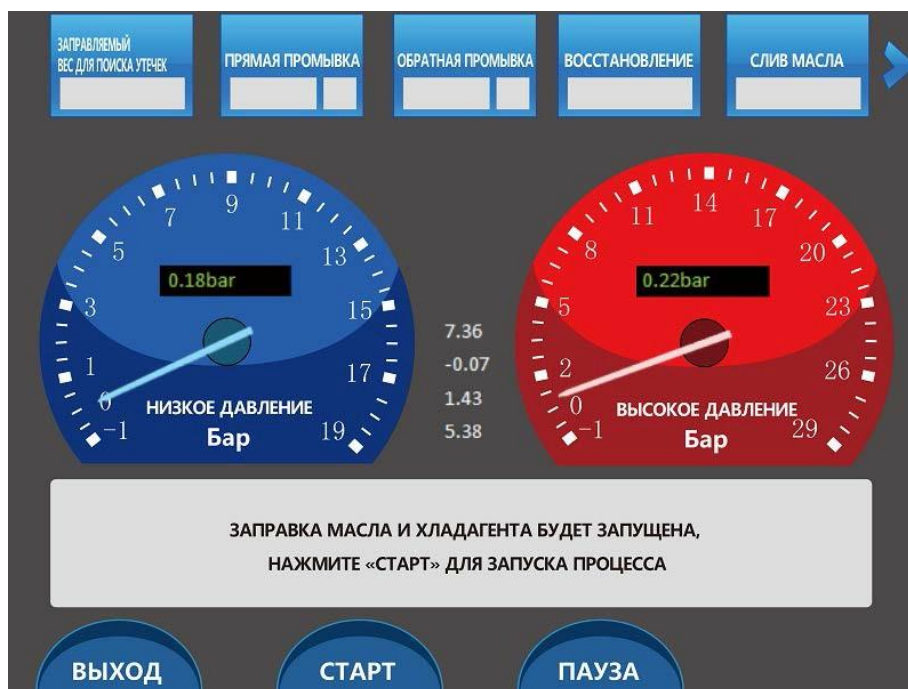 ЗАПРАВЛЯЕМЫЙ
ВЕС ДЛЯ ПОИСКА УТЕЧЕК
ПРЯМАЯ ПРОМЫВКА
ОБРАТНАЯ ПРОМЫВКА
ВОССТАНОВЛЕНИЕ
СЛИВ МАСЛА
-1
0
1
3
5
7
9
11
13
15
17
19
0.18bar
НИЗКОЕ ДАВЛЕНИЕ
Бар
7.36
-0.07
1.43
5.38
-1
0
2
5
8
11
14
17
20
23
26
29
0.22bar
ВЫСОКОЕ ДАВЛЕНИЕ
Бар
ЗАПРАВКА МАСЛА И ХЛАДАГЕНТА БУДЕТ ЗАПУЩЕНА,
НАЖМИТЕ «СТАРТ» ДЛЯ ЗАПУСКА ПРОЦЕССА
ВЫХОД
СТАРТ
ПАУЗА